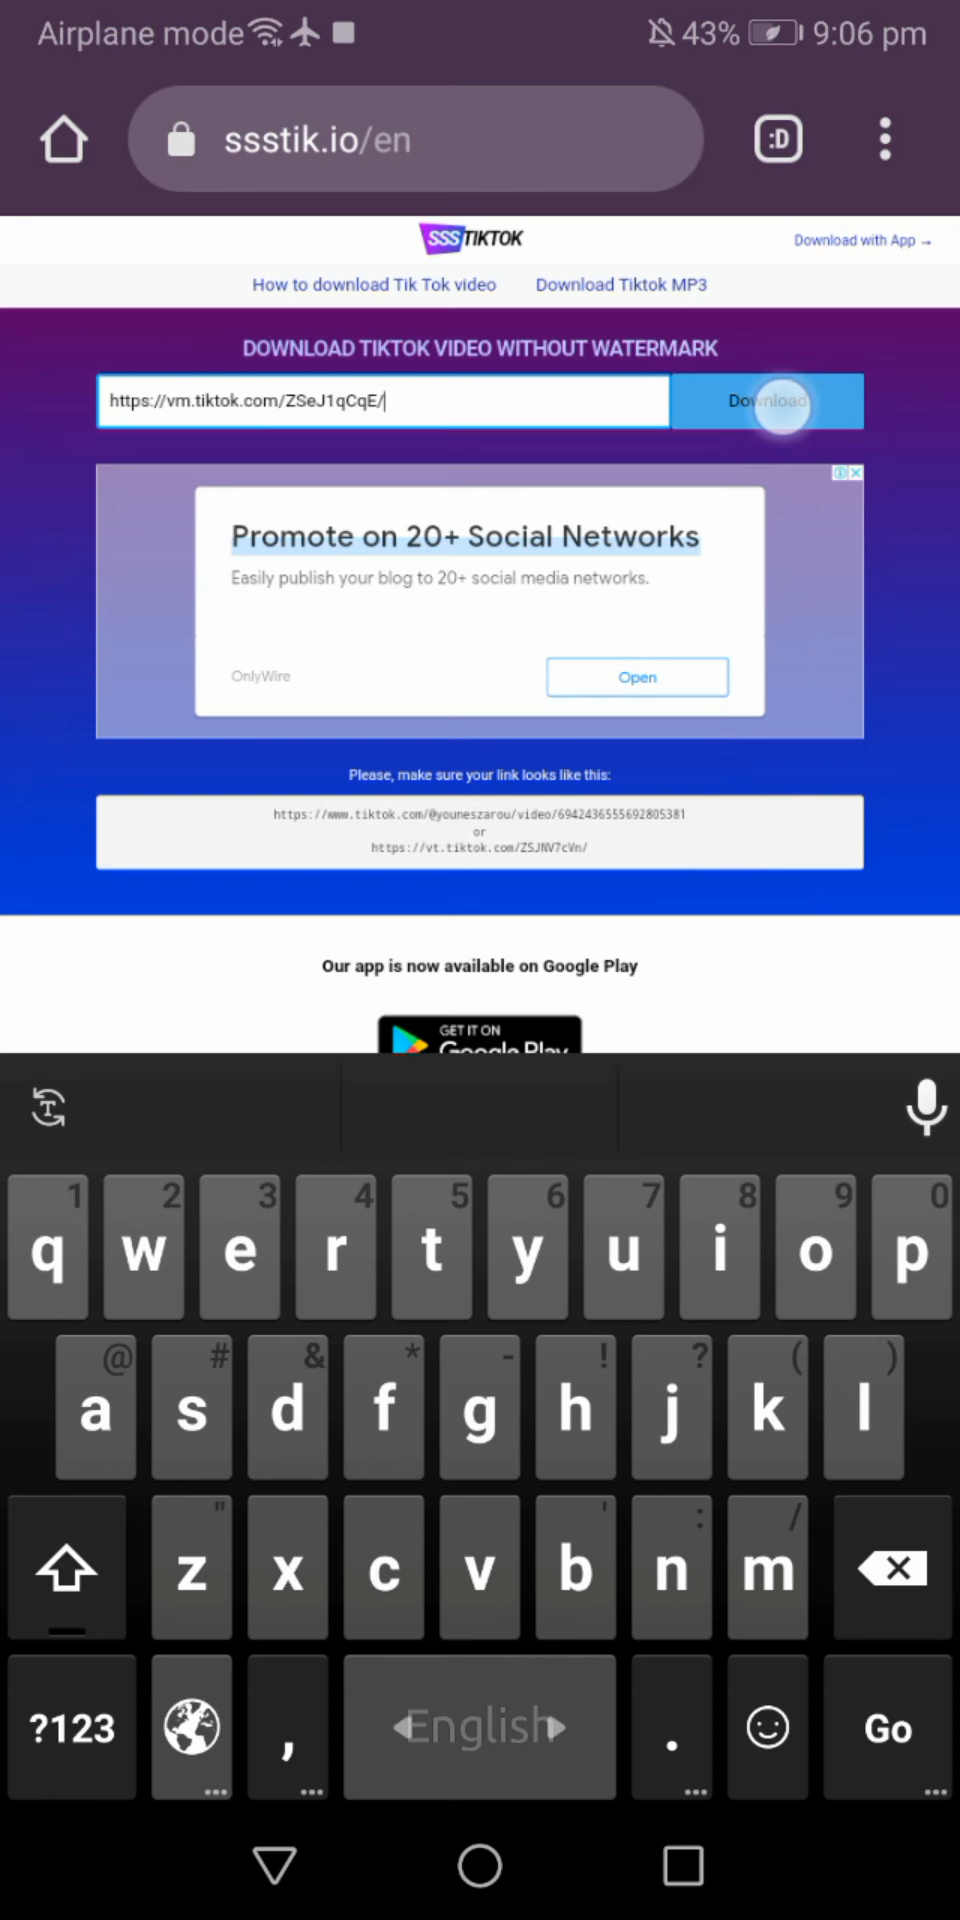 Airplane mode 43% 9:06 pm
ssstik.io/en :D
SSSTIKTOK Download with App →
How to download Tik Tok video Download Tiktok MP3
DOWNLOAD TIKTOK VIDEO WITHOUT WATERMARK
https://vm.tiktok.com/ZSeJ1qCqE/ Download
Promote on 20+ Social Networks
Easily publish your blog to 20+ social media networks.
OnlyWire Open
Please, make sure your link looks like this:
https://www.tiktok.com/@youneszarou/video/6942436555692805381
or
https://vt.tiktok.com/ZSJNV7cVn/
Our app is now available on Google Play
GET IT ON
Google Play
1 2 3 4 5 6 7 8 9 0
q w e r t y u i o p
@ # & * - ! ? ( )
a s d f g h j k l
" ' : /
z x c v b n m
?123 , English . Go